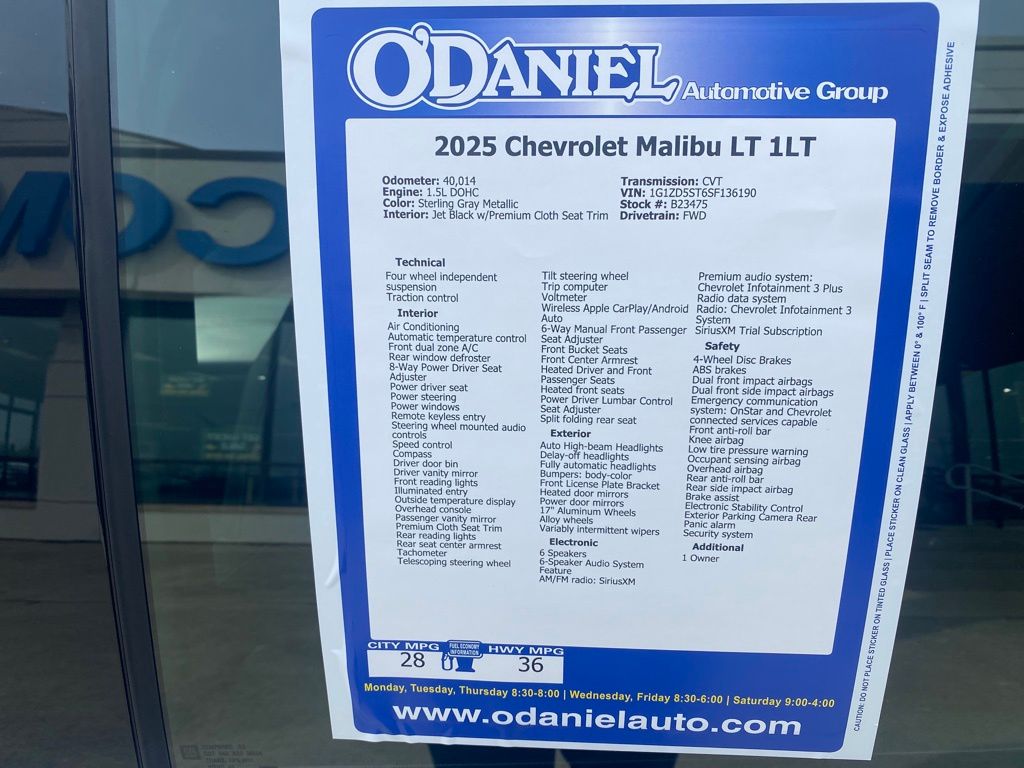 O'DANIEL
Automotive Group
2025 Chevrolet Malibu LT 1LT
Odometer: 40,014
Engine: 1.5L DOHC
Color: Sterling Gray Metallic
Interior: Jet Black w/Premium Cloth Seat Trim
Transmission: CVT
VIN: 1G1ZD5ST6SF136190
Stock #: B23475
Drivetrain: FWD
Technical
Four wheel independent
suspension
Traction control
Interior
Air Conditioning
Automatic temperature control
Front dual zone A/C
Rear window defroster
8-Way Power Driver Seat
Adjuster
Power driver seat
Power steering
Power windows
Remote keyless entry
Steering wheel mounted audio
controls
Speed control
Compass
Driver door bin
Driver vanity mirror
Front reading lights
Illuminated entry
Outside temperature display
Overhead console
Passenger vanity mirror
Premium Cloth Seat Trim
Rear reading lights
Rear seat center armrest
Tachometer
Telescoping steering wheel
Tilt steering wheel
Trip computer
Voltmeter
Wireless Apple CarPlay/Android
Auto
6-Way Manual Front Passenger
Seat Adjuster
Front Bucket Seats
Front Center Armrest
Heated Driver and Front
Passenger Seats
Heated front seats
Power Driver Lumbar Control
Seat Adjuster
Split folding rear seat
Exterior
Auto High-beam Headlights
Delay-off headlights
Fully automatic headlights
Bumpers: body-color
Front License Plate Bracket
Heated door mirrors
Power door mirrors
17" Aluminum Wheels
Alloy wheels
Variably intermittent wipers
Electronic
6 Speakers
6-Speaker Audio System
Feature
AM/FM radio: SiriusXM
Premium audio system:
Chevrolet Infotainment 3 Plus
Radio data system
Radio: Chevrolet Infotainment 3
System
SiriusXM Trial Subscription
Safety
4-Wheel Disc Brakes
ABS brakes
Dual front impact airbags
Dual front side impact airbags
Emergency communication
system: OnStar and Chevrolet
connected services capable
Front anti-roll bar
Knee airbag
Low tire pressure warning
Occupant sensing airbag
Overhead airbag
Rear anti-roll bar
Rear side impact airbag
Brake assist
Electronic Stability Control
Exterior Parking Camera Rear
Panic alarm
Security system
Additional
1 Owner
CITY MPG
28
FUEL ECONOMY
INFORMATION
HWY MPG
36
Monday, Tuesday, Thursday 8:30-8:00 | Wednesday, Friday 8:30-6:00 | Saturday 9:00-4:00
www.odanielauto.com
CAUTION: DO NOT PLACE STICKER ON TINTED GLASS | PLACE STICKER ON CLEAN GLASS | APPLY BETWEEN 0° & 100° F | SPLIT SEAM TO REMOVE BORDER & EXPOSE ADHESIVE